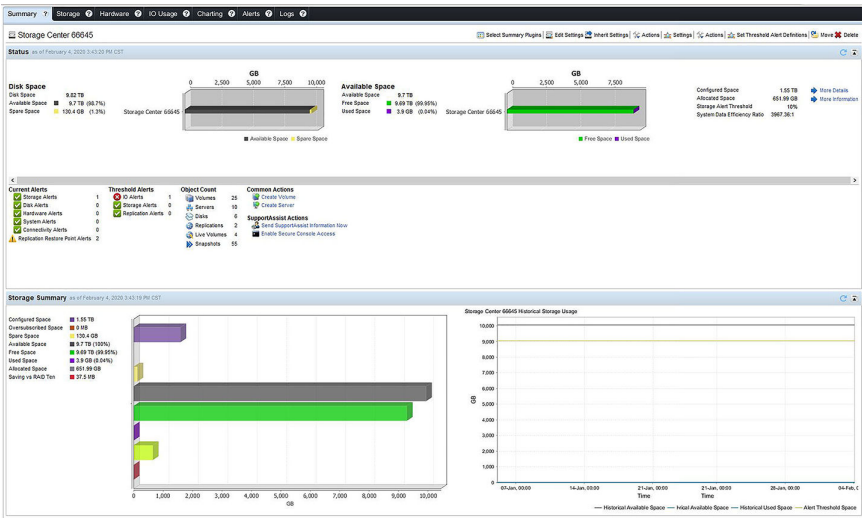 Summary ? Storage ? Hardware ? IO Usage ? Charting ? Alerts ? Logs ?
Storage Center 66645
Select Summary Plugins | Edit Settings Inherit Settings | Actions | Settings | Actions | Set Threshold Alert Definitions | Move Delete
Status as of February 4, 2020 3:43:20 PM CST
Disk Space
Disk Space 9.82 TB
Available Space 9.7 TB (98.7%)
Spare Space 130.4 GB (1.3%)
GB
0 2,500 5,000 7,500 10,000
Storage Center 66645
Available Space Spare Space
Available Space
Available Space 9.7 TB
Free Space 9.69 TB (99.95%)
Used Space 3.9 GB (0.04%)
GB
0 2,500 5,000 7,500
Storage Center 66645
Free Space Used Space
Configured Space 1.55 TB
Allocated Space 651.99 GB
Storage Alert Threshold 10%
System Data Efficiency Ratio 3967.36:1
More Details
More Information
Current Alerts
Storage Alerts 1
Disk Alerts 0
Hardware Alerts 0
System Alerts 0
Connectivity Alerts 0
Replication Restore Point Alerts 2
Threshold Alerts
IO Alerts 1
Storage Alerts 0
Replication Alerts 0
Object Count
Volumes 25
Servers 10
Disks 6
Replications 2
Live Volumes 4
Snapshots 55
Common Actions
Create Volume
Create Server
SupportAssist Actions
Send SupportAssist Information Now
Enable Secure Console Access
Storage Summary as of February 4, 2020 3:43:19 PM CST
Configured Space 1.55 TB
Oversubscribed Space 0 MB
Spare Space 130.4 GB
Available Space 9.7 TB (100%)
Free Space 9.69 TB (99.95%)
Used Space 3.9 GB (0.04%)
Allocated Space 651.99 GB
Saving vs RAID Ten 37.5 MB
0 1,000 2,000 3,000 4,000 5,000 6,000 7,000 8,000 9,000 10,000
GB
Storage Center 66645 Historical Storage Usage
10,000
9,000
8,000
7,000
6,000
5,000
4,000
3,000
2,000
1,000
0
GB
07-Jan, 00:00 14-Jan, 00:00 21-Jan, 00:00 21-Jan, 00:00 28-Jan, 00:00 04-Feb, 0
Time Time
Historical Available Space Ivical Available Space Historical Used Space Alert Threshold Space